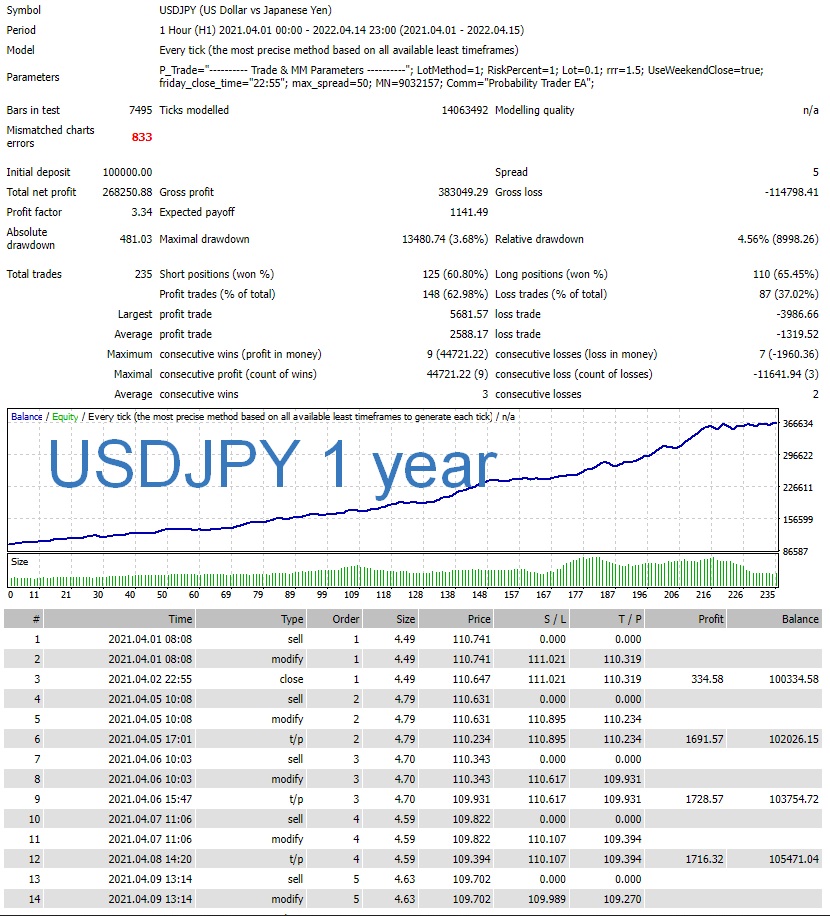 Symbol USDJPY (US Dollar vs Japanese Yen)
Period 1 Hour (H1) 2021.04.01 00:00 - 2022.04.14 23:00 (2021.04.01 - 2022.04.15)
Model Every tick (the most precise method based on all available least timeframes)
Parameters P_Trade="---------- Trade & MM Parameters ----------"; LotMethod=1; RiskPercent=1; Lot=0.1; rrr=1.5; UseWeekendClose=true;
friday_close_time="22:55"; max_spread=50; MN=9032157; Comm="Probability Trader EA";
Bars in test 7495 Ticks modelled 14063492 Modelling quality n/a
Mismatched charts
errors 833
Initial deposit 100000.00 Spread 5
Total net profit 268250.88 Gross profit 383049.29 Gross loss -114798.41
Profit factor 3.34 Expected payoff 1141.49
Absolute
drawdown 481.03 Maximal drawdown 13480.74 (3.68%) Relative drawdown 4.56% (8998.26)
Total trades 235 Short positions (won %) 125 (60.80%) Long positions (won %) 110 (65.45%)
Profit trades (% of total) 148 (62.98%) Loss trades (% of total) 87 (37.02%)
Largest profit trade 5681.57 loss trade -3986.66
Average profit trade 2588.17 loss trade -1319.52
Maximum consecutive wins (profit in money) 9 (44721.22) consecutive losses (loss in money) 7 (-1960.36)
Maximal consecutive profit (count of wins) 44721.22 (9) consecutive loss (count of losses) -11641.94 (3)
Average consecutive wins 3 consecutive losses 2
Balance / Equity / Every tick (the most precise method based on all available least timeframes to generate each tick) / n/a
366634
USDJPY 1 year
296622
226611
156599
86587
Size
0 11 21 30 40 50 60 69 79 89 99 109 118 128 138 148 157 167 177 187 196 206 216 226 235
# Time Type Order Size Price S / L T / P Profit Balance
1 2021.04.01 08:08 sell 1 4.49 110.741 0.000 0.000
2 2021.04.01 08:08 modify 1 4.49 110.741 111.021 110.319
3 2021.04.02 22:55 close 1 4.49 110.647 111.021 110.319 334.58 100334.58
4 2021.04.05 10:08 sell 2 4.79 110.631 0.000 0.000
5 2021.04.05 10:08 modify 2 4.79 110.631 110.895 110.234
6 2021.04.05 17:01 t/p 2 4.79 110.234 110.895 110.234 1691.57 102026.15
7 2021.04.06 10:03 sell 3 4.70 110.343 0.000 0.000
8 2021.04.06 10:03 modify 3 4.70 110.343 110.617 109.931
9 2021.04.06 15:47 t/p 3 4.70 109.931 110.617 109.931 1728.57 103754.72
10 2021.04.07 11:06 sell 4 4.59 109.822 0.000 0.000
11 2021.04.07 11:06 modify 4 4.59 109.822 110.107 109.394
12 2021.04.08 14:20 t/p 4 4.59 109.394 110.107 109.394 1716.32 105471.04
13 2021.04.09 13:14 sell 5 4.63 109.702 0.000 0.000
14 2021.04.09 13:14 modify 5 4.63 109.702 109.989 109.270